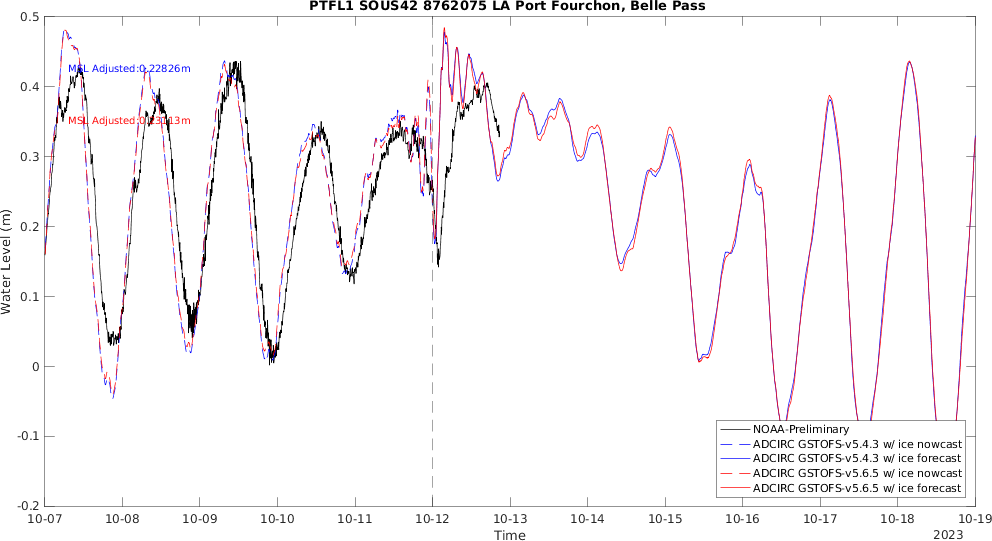 PTFL1 SOUS42 8762075 LA Port Fourchon, Belle Pass
0.5
0.4
0.3
0.2
0.1
0
-0.1
-0.2
Water Level (m)
MSL Adjusted:0.22826m
MSL Adjusted:
NOAA-Preliminary
ADCIRC GSTOFS-v5.4.3 w/ ice nowcast
ADCIRC GSTOFS-v5.4.3 w/ ice forecast
ADCIRC GSTOFS-v5.6.5 w/ ice nowcast
ADCIRC GSTOFS-v5.6.5 w/ ice forecast
10-07 10-08 10-09 10-10 10-11 10-12 10-13 10-14 10-15 10-16 10-17 10-18 10-19
Time
2023